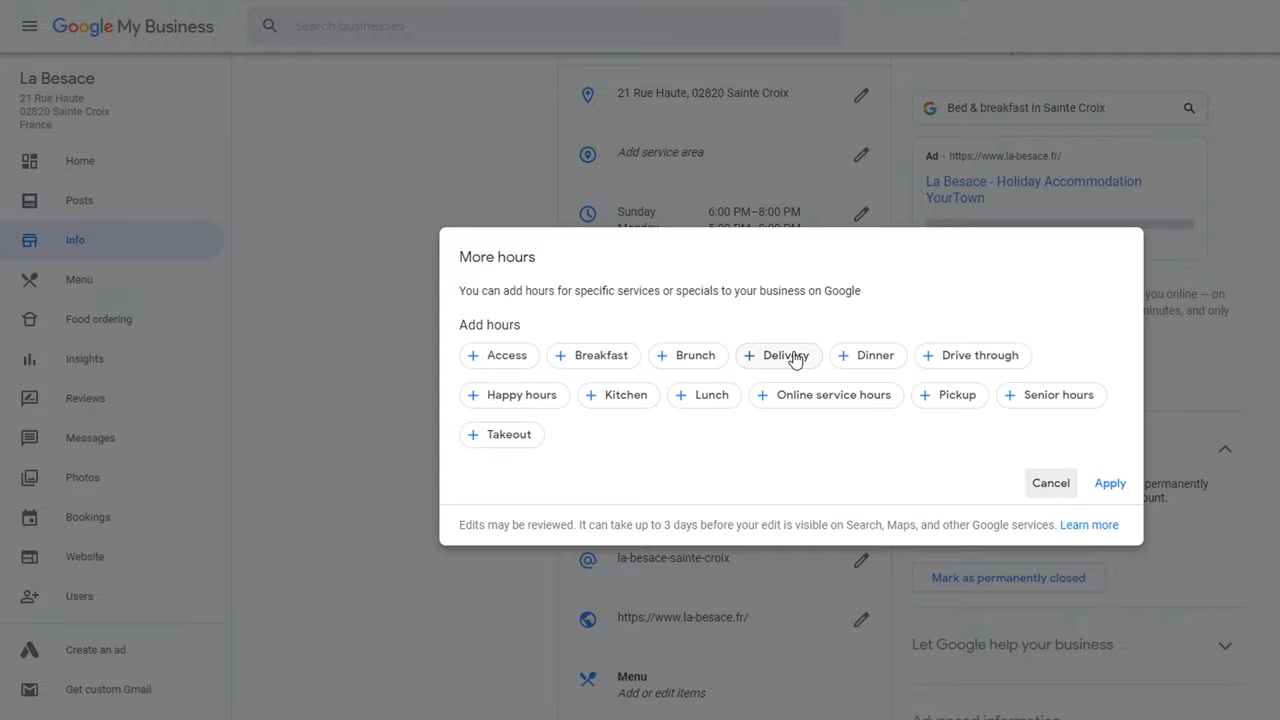 Google My Business
Search businesses
La Besace
21 Rue Haute
02820 Sainte Croix
France
Home
Posts
Info
Menu
Food ordering
Insights
Reviews
Messages
Photos
Bookings
Website
Users
Create an ad
Get custom Gmail
21 Rue Haute, 02820 Sainte Croix
Add service area
Sunday 6:00 PM–8:00 PM
More hours
You can add hours for specific services or specials to your business on Google
Add hours
Access Breakfast Brunch Delivery Dinner Drive through
Happy hours Kitchen Lunch Online service hours Pickup Senior hours
Takeout
Cancel Apply
Edits may be reviewed. It can take up to 3 days before your edit is visible on Search, Maps, and other Google services. Learn more
la-besace-sainte-croix
https://www.la-besace.fr/
Menu
Add or edit items
Bed & breakfast in Sainte Croix
Ad · https://www.la-besace.fr/
La Besace - Holiday Accommodation
YourTown
you online — on
minutes, and only
permanently
Mark as permanently closed
Let Google help your business